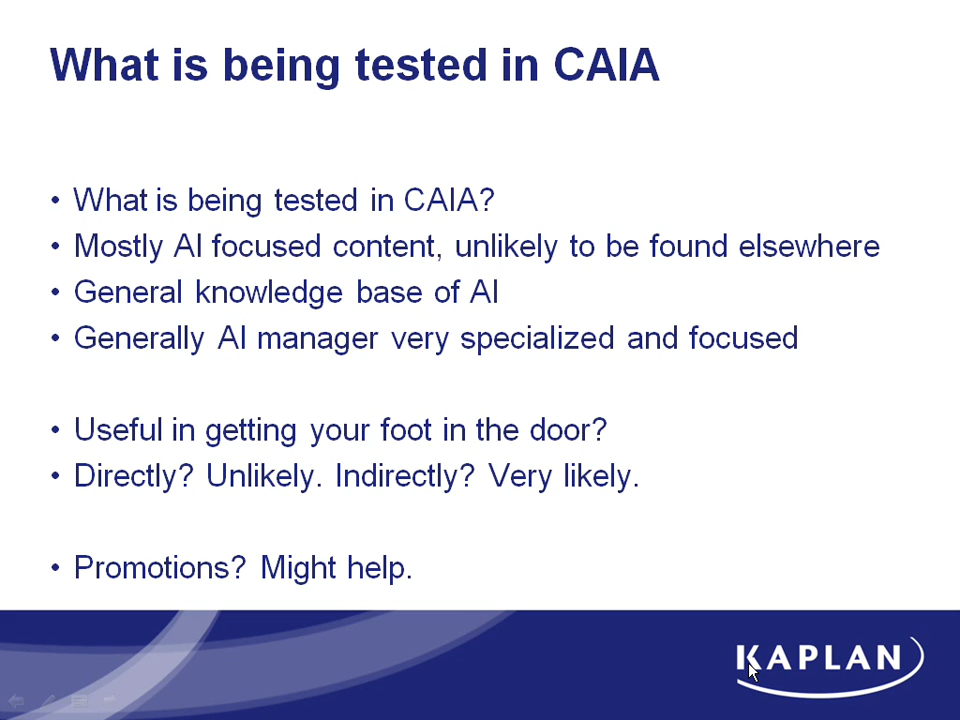 What is being tested in CAIA
• What is being tested in CAIA?
• Mostly AI focused content, unlikely to be found elsewhere
• General knowledge base of AI
• Generally AI manager very specialized and focused
• Useful in getting your foot in the door?
• Directly? Unlikely. Indirectly? Very likely.
• Promotions? Might help.
KAPLAN